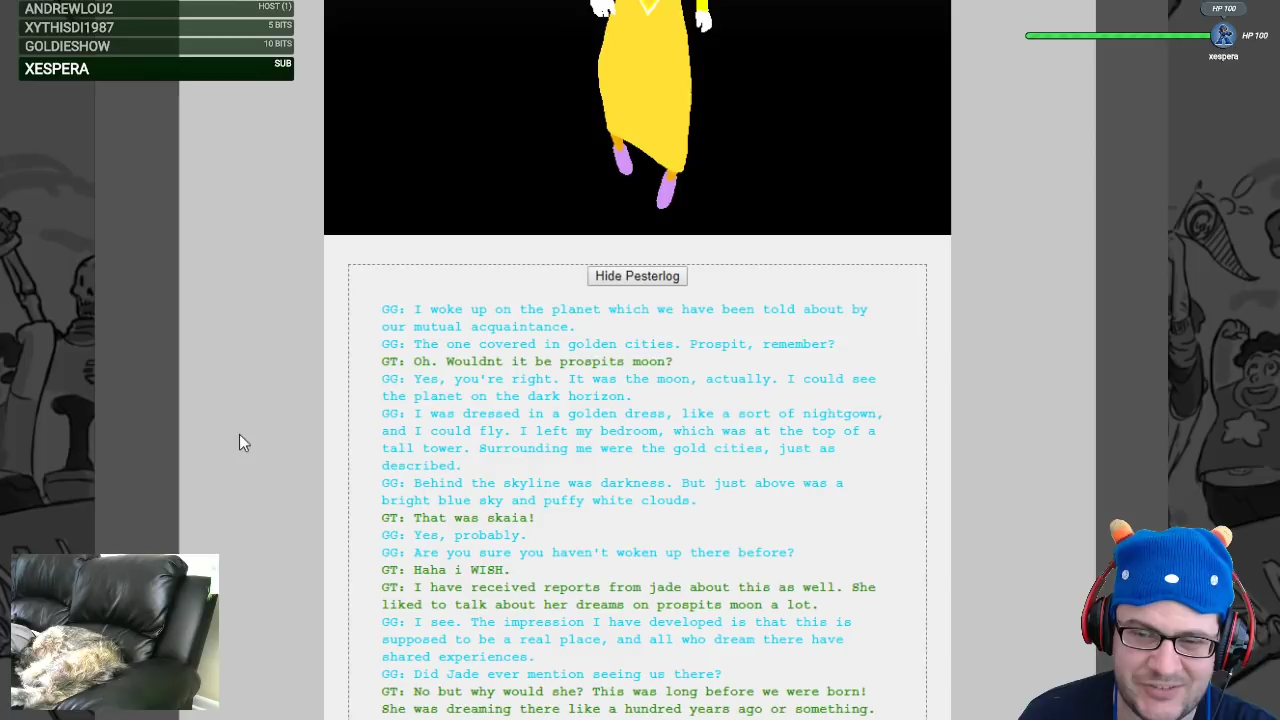 ANDREWLOU2 HOST (1)
XYTHISDI1987 5 BITS
GOLDIESHOW 10 BITS
XESPERA SUB
HP 100
HP 100
xespera
Hide Pesterlog
GG: I woke up on the planet which we have been told about by
our mutual acquaintance.
GG: The one covered in golden cities. Prospit, remember?
GT: Oh. Wouldnt it be prospits moon?
GG: Yes, you're right. It was the moon, actually. I could see
the planet on the dark horizon.
GG: I was dressed in a golden dress, like a sort of nightgown,
and I could fly. I left my bedroom, which was at the top of a
tall tower. Surrounding me were the gold cities, just as
described.
GG: Behind the skyline was darkness. But just above was a
bright blue sky and puffy white clouds.
GT: That was skaia!
GG: Yes, probably.
GG: Are you sure you haven't woken up there before?
GT: Haha i WISH.
GT: I have received reports from jade about this as well. She
liked to talk about her dreams on prospits moon a lot.
GG: I see. The impression I have developed is that this is
supposed to be a real place, and all who dream there have
shared experiences.
GG: Did Jade ever mention seeing us there?
GT: No but why would she? This was long before we were born!
She was dreaming there like a hundred years ago or something.